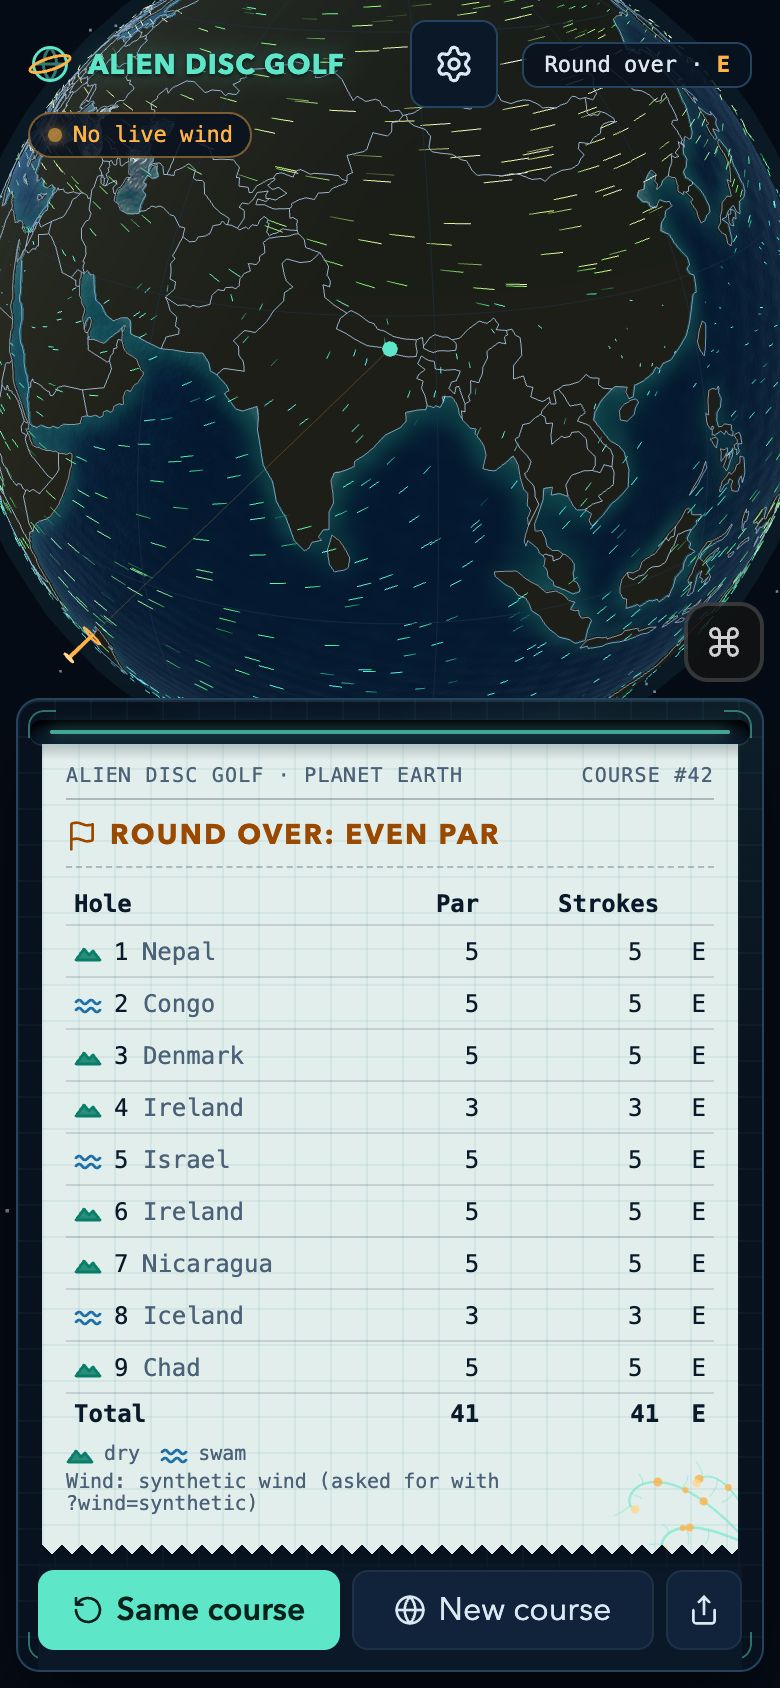 ALIEN DISC GOLF
Round over · E
No live wind
ALIEN DISC GOLF · PLANET EARTH COURSE #42
ROUND OVER: EVEN PAR
Hole Par Strokes
1 Nepal 5 5 E
2 Congo 5 5 E
3 Denmark 5 5 E
4 Ireland 3 3 E
5 Israel 5 5 E
6 Ireland 5 5 E
7 Nicaragua 5 5 E
8 Iceland 3 3 E
9 Chad 5 5 E
Total 41 41 E
dry swam
Wind: synthetic wind (asked for with
?wind=synthetic)
Same course New course